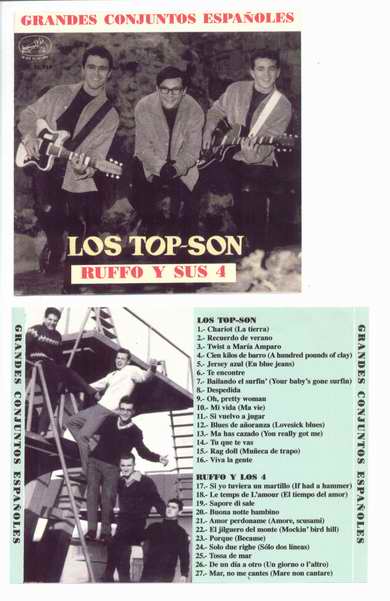 GRANDES CONJUNTOS ESPAÑOLES
LOS TOP-SON
RUFFO Y SUS 4
GRANDES CONJUNTOS ESPAÑOLES
LOS TOP-SON
1.- Chariot (La tierra)
2.- Recuerdo de verano
3.- Twist a María Amparo
4.- Cien kilos de barro (A hundred pounds of clay)
5.- Jersey azul (En blue jeans)
6.- Te encontre
7.- Bailando el surfin' (Your baby's gone surfin)
8.- Despedida
9.- Oh, pretty woman
10.- Mi vida (Ma vie)
11.- Si vuelvo a jugar
12.- Blues de añoranza (Lovesick blues)
13.- Ma has cazado (You really got me)
14.- Tu que te vas
15.- Rag doll (Muñeca de trapo)
16.- Viva la gente
RUFFO Y LOS 4
17.- Si yo tuviera un martillo (If had a hammer)
18.- Le temps de L'amour (El tiempo del amor)
19.- Sapore di sale
20.- Buona notte bambino
21.- Amor perdoname (Amore, scusami)
22.- El jilguero del monte (Mockin' bird hill)
23.- Porque (Because)
24.- Solo due righe (Sólo dos líneas)
25.- Tossa de mar
26.- De un día a otro (Un giorno o l'altro)
27.- Mar, no me cantes (Mare non cantare)
GRANDES CONJUNTOS ESPAÑOLES